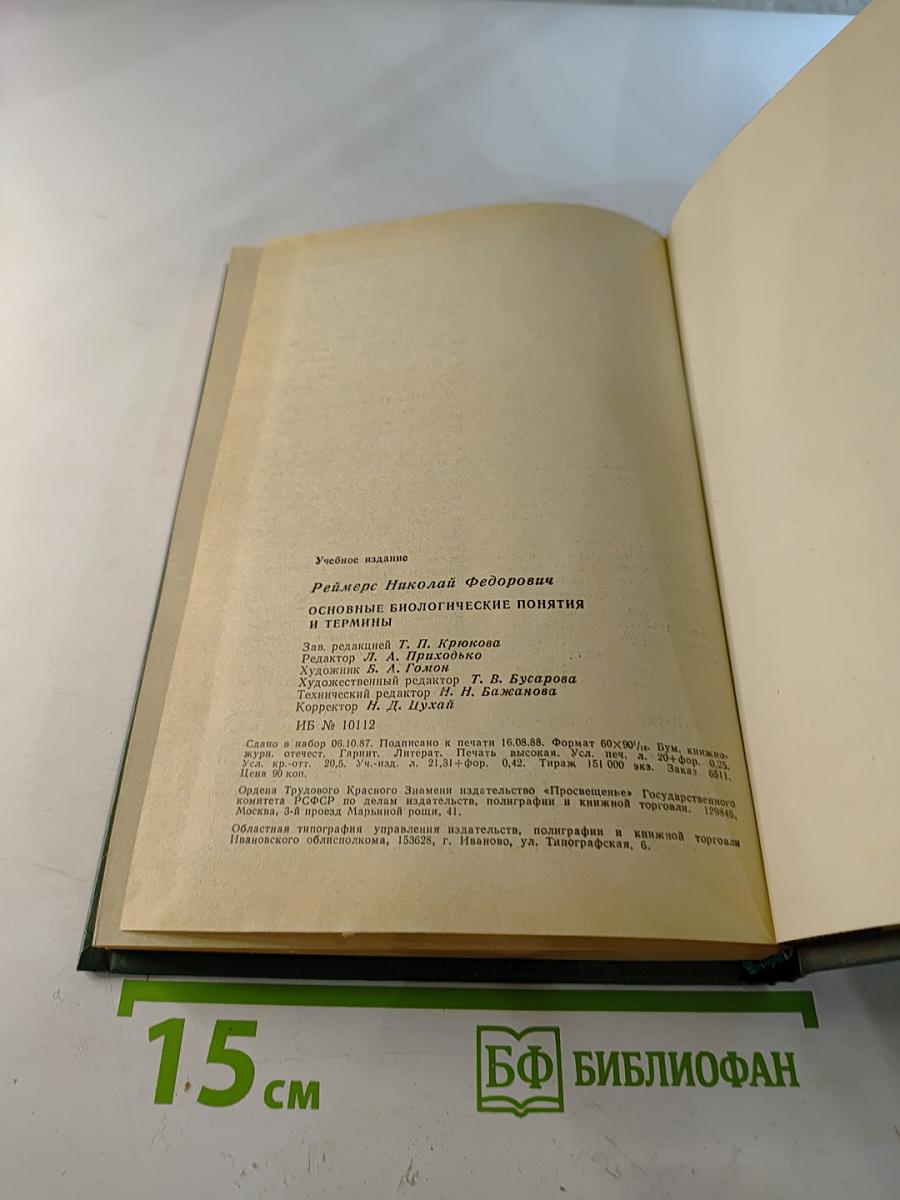 Учебное издание
Реймерс Николай Федорович
ОСНОВНЫЕ БИОЛОГИЧЕСКИЕ ПОНЯТИЯ
И ТЕРМИНЫ
Зав. редакцией Т. П. Крюкова
Редактор Л. А. Приходько
Художник Б. А. Гомон
Художественный редактор Т. В. Бусарова
Технический редактор Н. Н. Бажанова
Корректор Н. Д. Цухай
ИБ № 10112
Сдано в набор 06.10.87. Подписано к печати 16.08.88. Формат 60×90¹/₁₆. Бум. книжно-
журн. отечест. Гарнит. Литерат. Печать высокая. Усл. печ. л. 20+фор. 0,25.
Усл. кр.-отт. 20,5. Уч.-изд. л. 21,31+фор. 0,42. Тираж 151 000 экз. Заказ 6511.
Цена 90 коп.
Ордена Трудового Красного Знамени издательство «Просвещенье» Государственного
комитета РСФСР по делам издательств, полиграфии и книжной торговли. 129846,
Москва, 3-й проезд Марьиной рощи, 41.
Областная типография управления издательств, полиграфии и книжной торговли
Ивановского облисполкома, 153628, г. Иваново, ул. Типографская, 6.
15 см
БФ БИБЛИОФАН